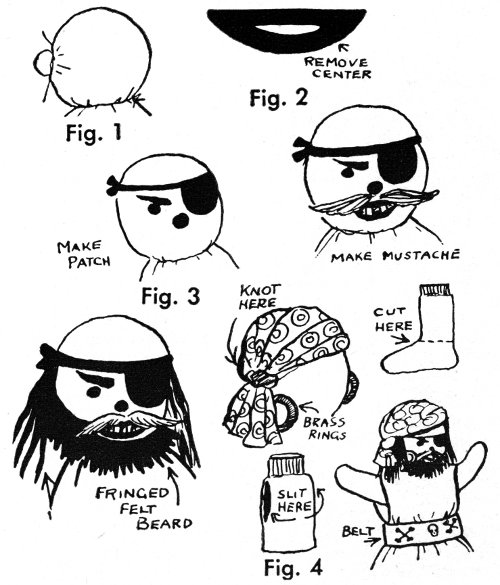 Fig. 1
REMOVE
CENTER
Fig. 2
MAKE
PATCH
Fig. 3
MAKE MUSTACHE
KNOT
HERE
CUT
HERE
BRASS
RINGS
FRINGED
FELT
BEARD
SLIT
HERE
BELT
Fig. 4